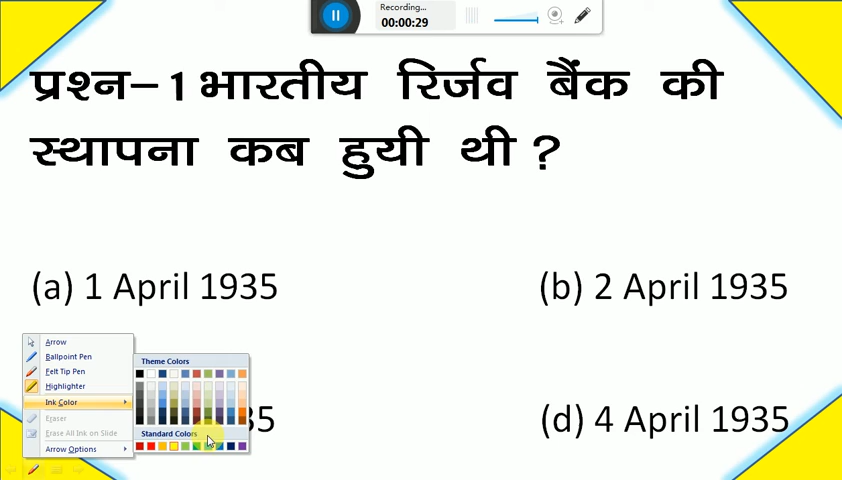 Recording...
00:00:29
प्रश्न–1 भारतीय रिर्जव बैंक की
स्थापना कब हुयी थी ?
(a) 1 April 1935
(b) 2 April 1935
Arrow
Ballpoint Pen
Felt Tip Pen
Highlighter
Ink Color
Eraser
Erase All Ink on Slide
Arrow Options
Theme Colors
Standard Colors
35
(d) 4 April 1935